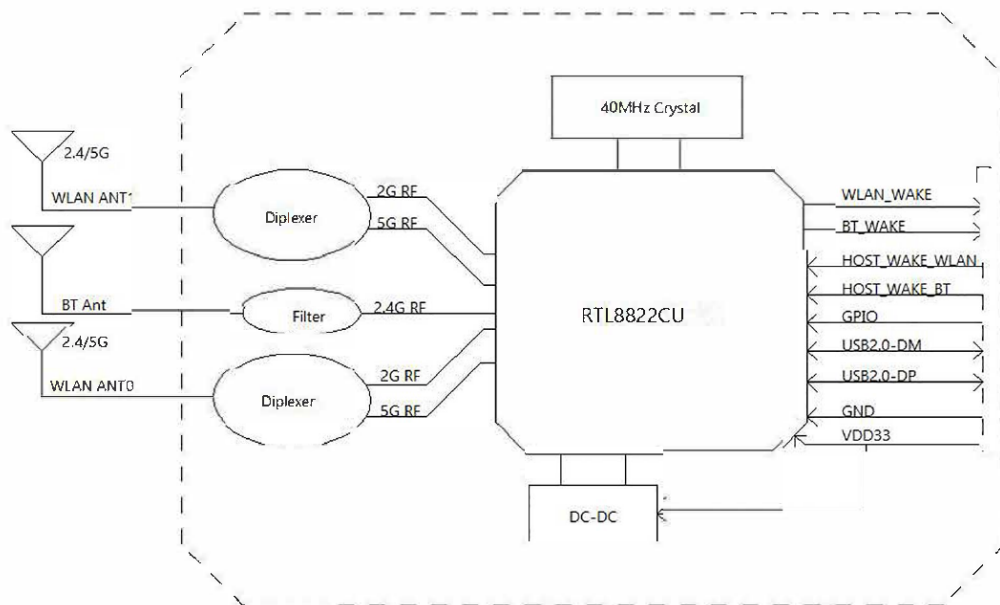 40MHz Crystal
2.4/5G
WLAN ANT1
Diplexer
2G RF
5G RF
WLAN_WAKE
BT_WAKE
HOST_WAKE_WLAN
HOST_WAKE_BT
BT Ant
Filter
2.4G RF
RTL8822CU
GPIO
USB2.0-DM
2.4/5G
WLAN ANT0
Diplexer
2G RF
5G RF
USB2.0-DP
GND
VDD33
DC-DC